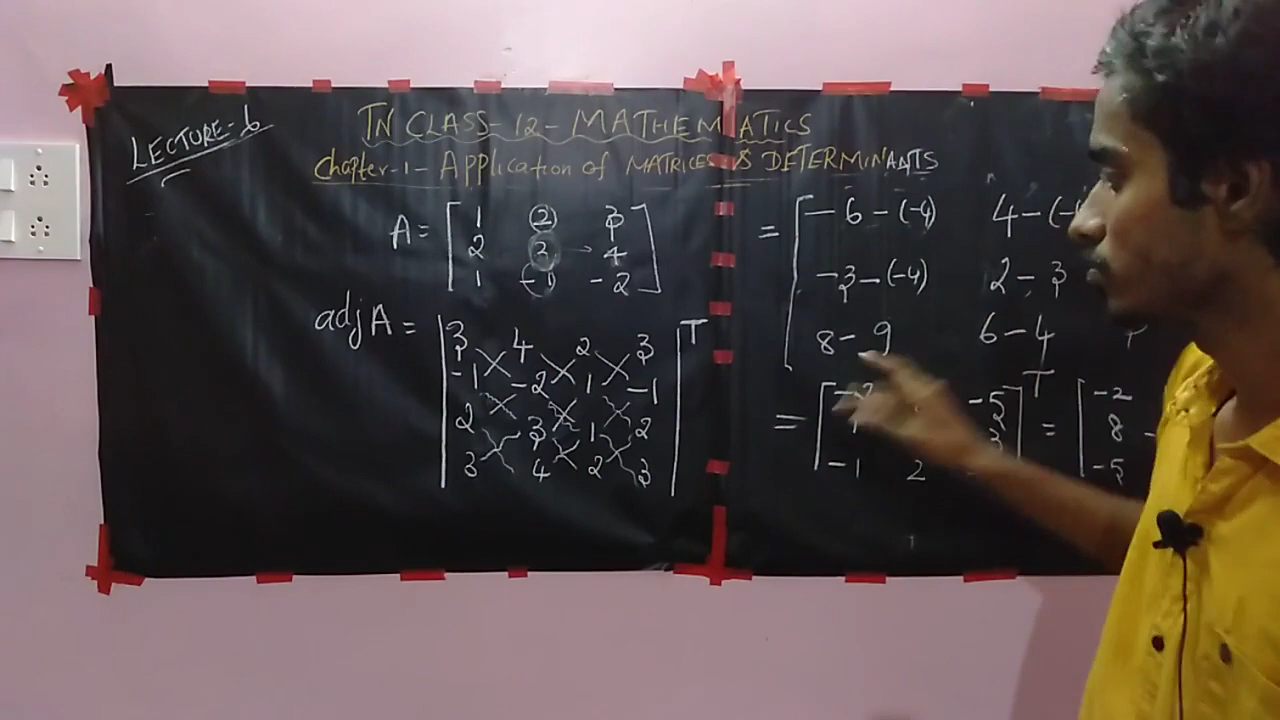 LECTURE-6
TN CLASS-12-MATHEMATICS
Chapter-1-Application of MATRICES & DETERMINANTS
A = [ 1 2 3
2 3 → 4
1 -1 -2 ]
adj A = | 3 4 2 3 | T
-1 -2 1 -1
2 3 1 2
3 4 2 3
= [ -6-(-4) 4-(-
-3-(-4) 2-3
8-9 6-4
= [ -2 -5 ] T = [ -2
3 8 -
-1 2 -5